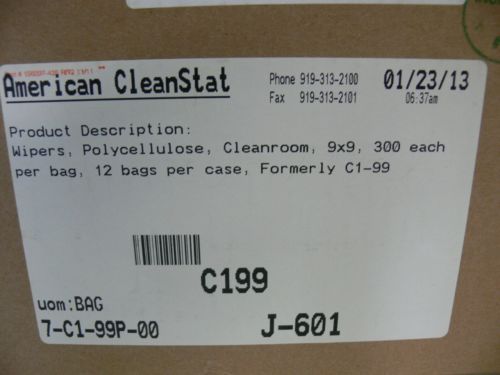 American CleanStat
Phone 919-313-2100
Fax 919-313-2101
01/23/13
06:37am
Product Description:
Wipers, Polycellulose, Cleanroom, 9x9, 300 each
per bag, 12 bags per case, Formerly C1-99
C199
uom:BAG
7-C1-99P-00
J-601